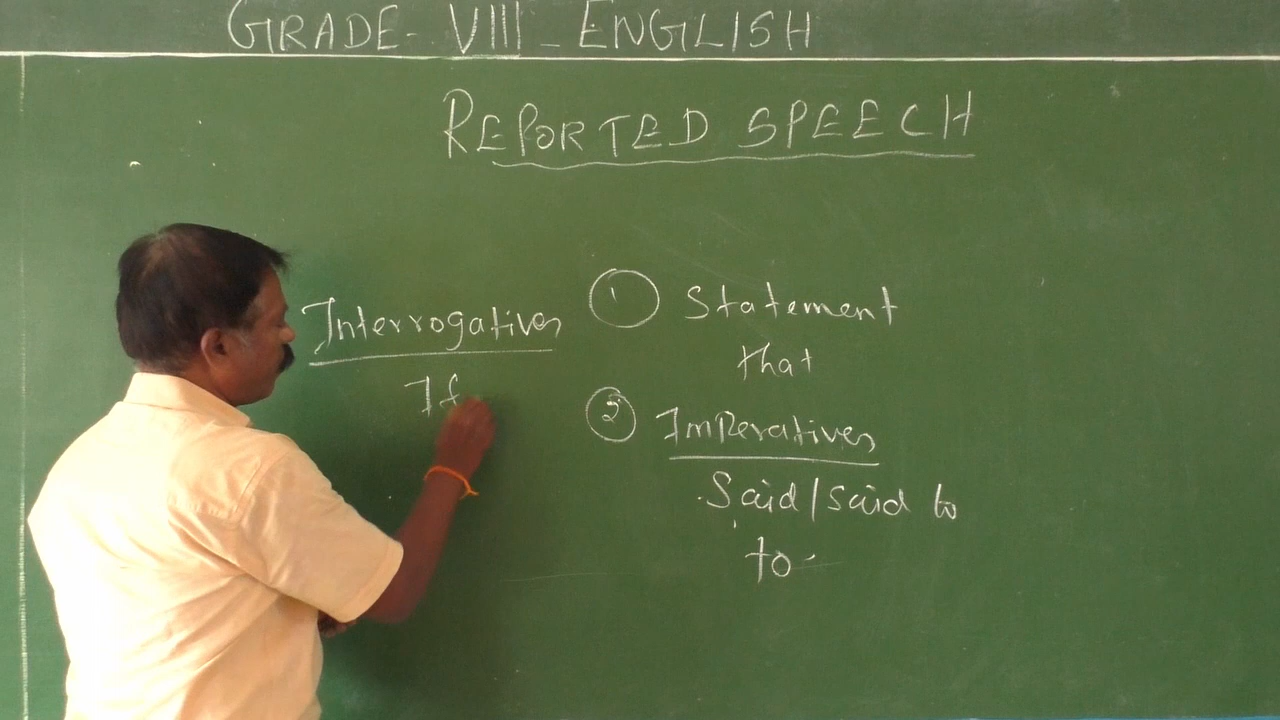 GRADE- VIII - ENGLISH
REPORTED SPEECH
Interrogatives
If
1 Statement
that
2 Imperatives
Said/said to
to -